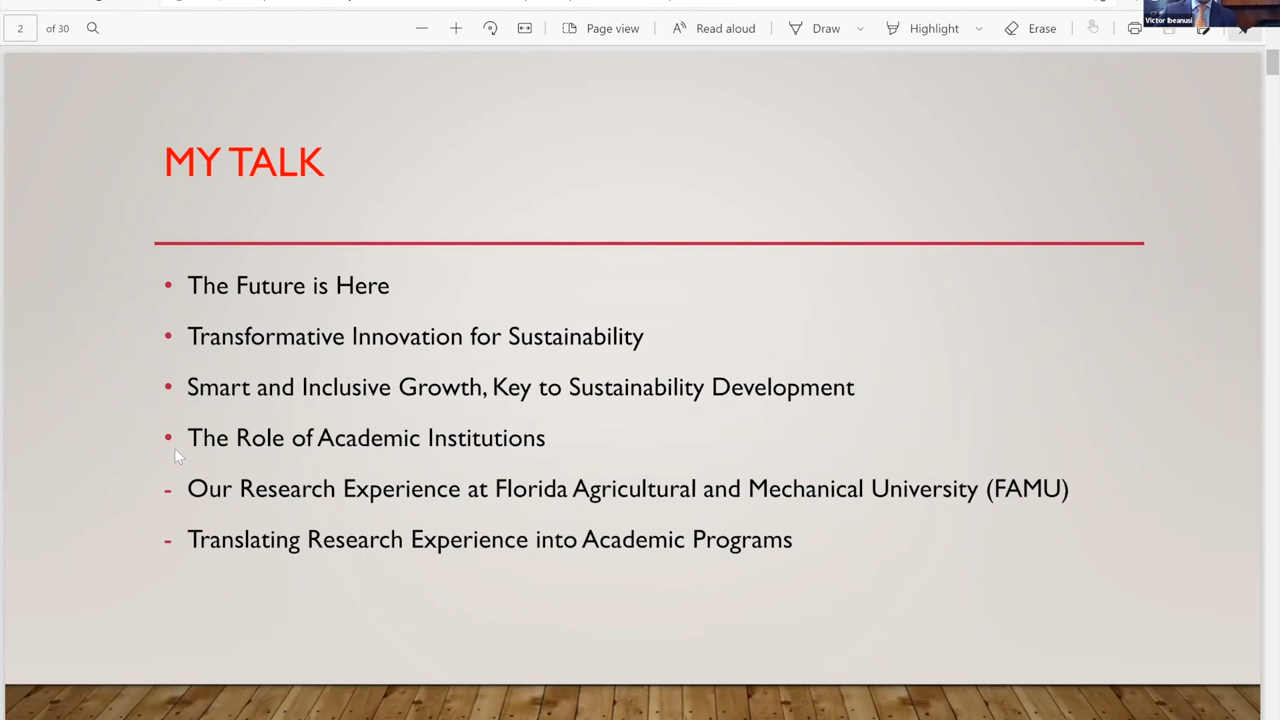 2 of 30 Page view Read aloud Draw Highlight Erase
Victor Ibeanusi
MY TALK
• The Future is Here
• Transformative Innovation for Sustainability
• Smart and Inclusive Growth, Key to Sustainability Development
• The Role of Academic Institutions
- Our Research Experience at Florida Agricultural and Mechanical University (FAMU)
- Translating Research Experience into Academic Programs